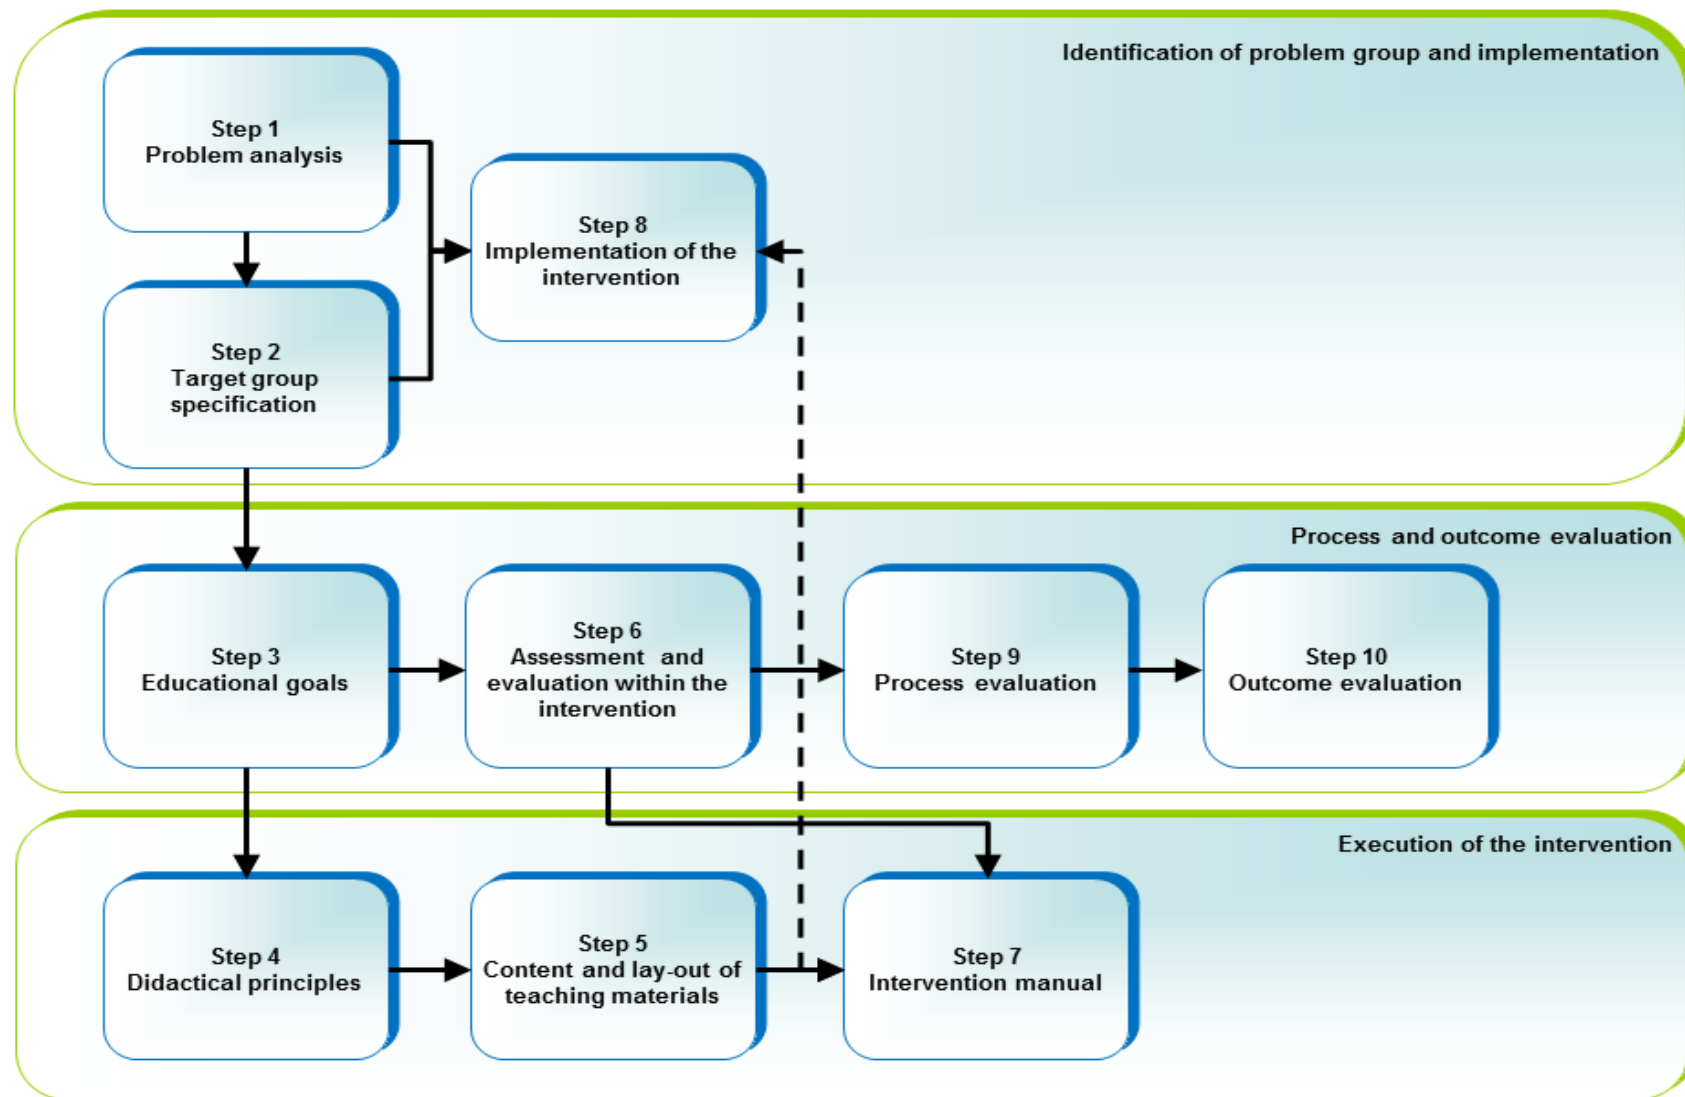 Identification of problem group and implementation
Step 1
Problem analysis
Step 8
Implementation of the
intervention
Step 2
Target group
specification
Process and outcome evaluation
Step 3
Educational goals
Step 6
Assessment and
evaluation within the
intervention
Step 9
Process evaluation
Step 10
Outcome evaluation
Execution of the intervention
Step 4
Didactical principles
Step 5
Content and lay-out of
teaching materials
Step 7
Intervention manual